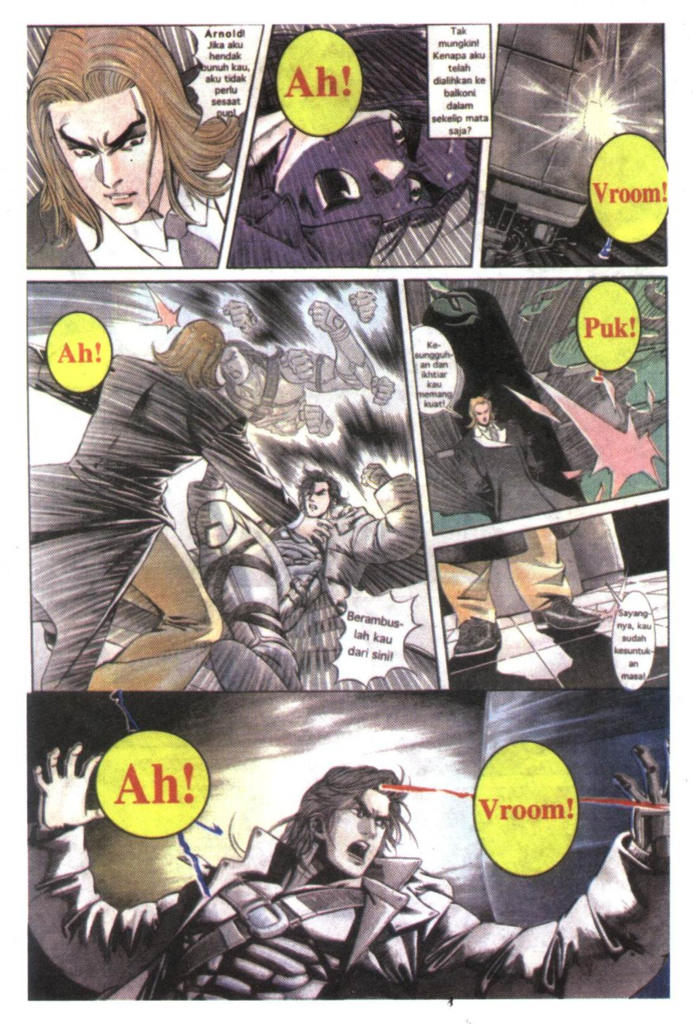 Arnold!
Jika aku
hendak
bunuh kau,
aku tidak
perlu
sesaat
pun!
Ah!
Tak
mungkin!
Kenapa aku
telah
dialihkan ke
balkoni
dalam
sekelip mata
saja?
Vroom!
Ah!
Berambus-
lah kau
dari sini!
Ke-
sungguh-
an dan
ikhtiar
kau
memang
kuat!
Puk!
Sayang-
nya, kau
sudah
kesuntuk-
an
masa!
Ah!
Vroom!